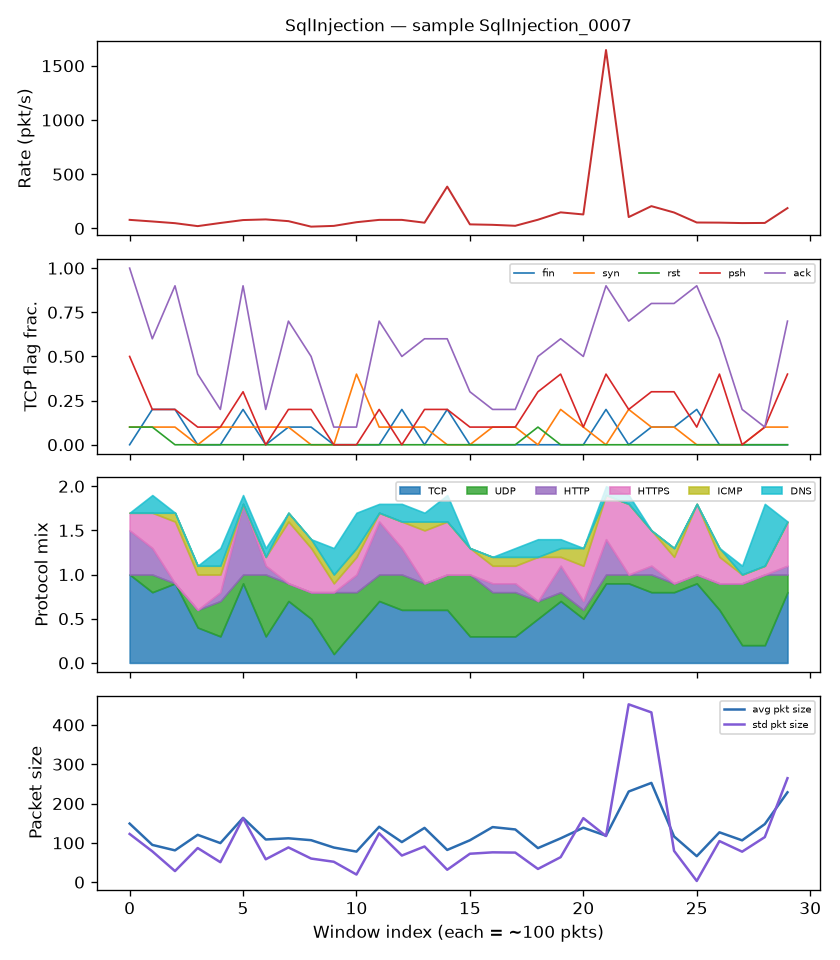 SqlInjection — sample SqlInjection_0007
Rate (pkt/s)
1500
1000
500
0
TCP flag frac.
1.00
0.75
0.50
0.25
0.00
fin syn rst psh ack
Protocol mix
2.0
1.5
1.0
0.5
0.0
TCP UDP HTTP HTTPS ICMP DNS
Packet size
400
300
200
100
0
avg pkt size
std pkt size
0 5 10 15 20 25 30
Window index (each = ~100 pkts)